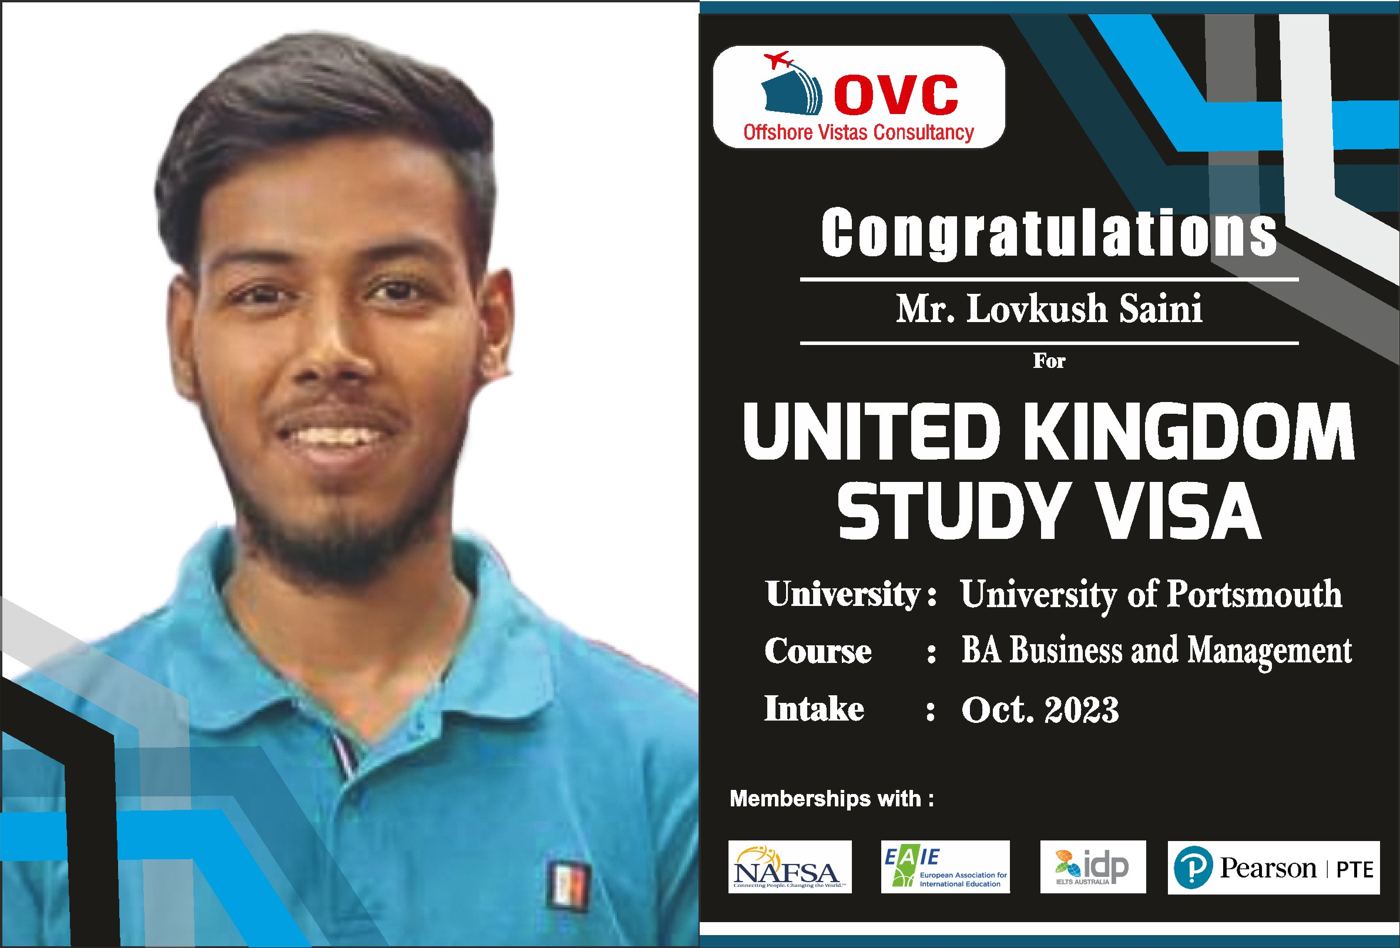 OVC
Offshore Vistas Consultancy
Congratulations
Mr. Lovkush Saini
For
UNITED KINGDOM
STUDY VISA
University : University of Portsmouth
Course : BA Business and Management
Intake : Oct. 2023
Memberships with :
NAFSA
Connecting People. Changing the World.™
EAIE
European Association for
International Education
idp
IELTS AUSTRALIA
P Pearson | PTE